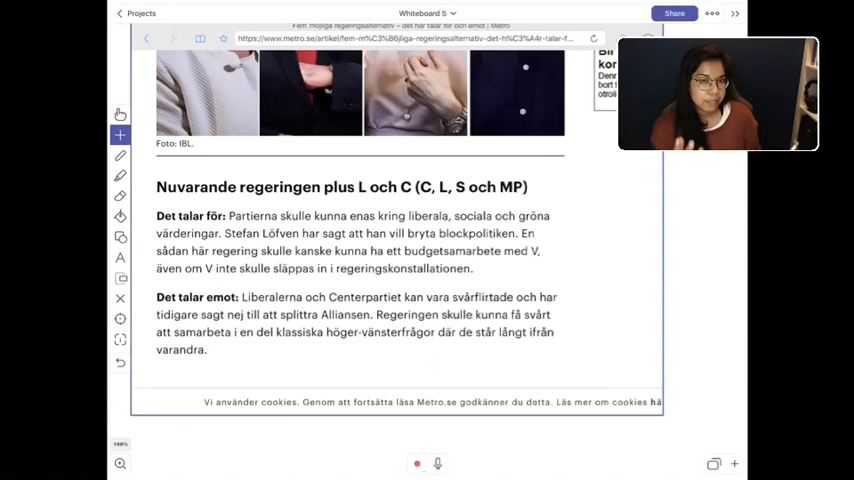 Projects
Whiteboard 5
Share
Fem möjliga regeringsalternativ – det här talar för och emot | Metro
https://www.metro.se/artikel/fem-m%C3%B6jliga-regeringsalternativ-det-h%C3%A4r-talar-f...
kor
Denr
bort f
otroli
Foto: IBL.
Nuvarande regeringen plus L och C (C, L, S och MP)
Det talar för: Partierna skulle kunna enas kring liberala, sociala och gröna
värderingar. Stefan Löfven har sagt att han vill bryta blockpolitiken. En
sådan här regering skulle kanske kunna ha ett budgetsamarbete med V,
även om V inte skulle släppas in i regeringskonstallationen.
Det talar emot: Liberalerna och Centerpartiet kan vara svårflirtade och har
tidigare sagt nej till att splittra Alliansen. Regeringen skulle kunna få svårt
att samarbeta i en del klassiska höger-vänsterfrågor där de står långt ifrån
varandra.
Vi använder cookies. Genom att fortsätta läsa Metro.se godkänner du detta. Läs mer om cookies hä
100%